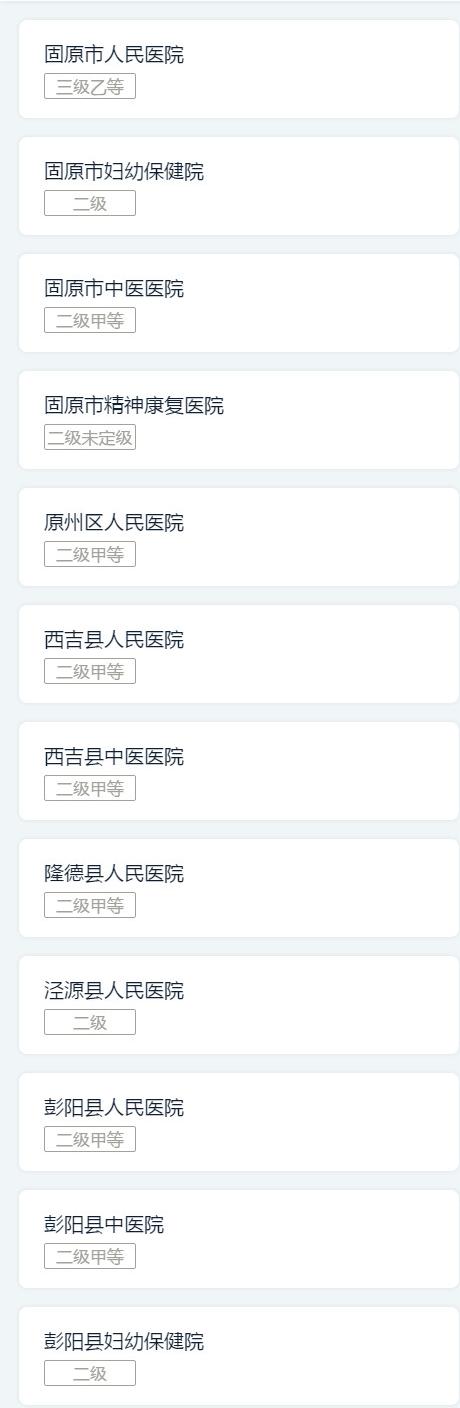 固原市人民医院
三级乙等
固原市妇幼保健院
二级
固原市中医医院
二级甲等
固原市精神康复医院
二级未定级
原州区人民医院
二级甲等
西吉县人民医院
二级甲等
西吉县中医医院
二级甲等
隆德县人民医院
二级甲等
泾源县人民医院
二级
彭阳县人民医院
二级甲等
彭阳县中医院
二级甲等
彭阳县妇幼保健院
二级